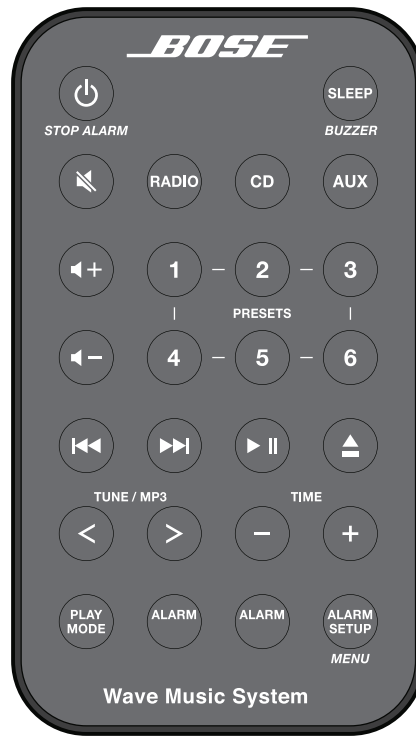 BOSE
SLEEP
STOP ALARM
BUZZER
RADIO
CD
AUX
1 – 2 – 3
PRESETS
4 – 5 – 6
TUNE / MP3
TIME
< > – +
PLAY
MODE
ALARM
ALARM
ALARM
SETUP
MENU
Wave Music System